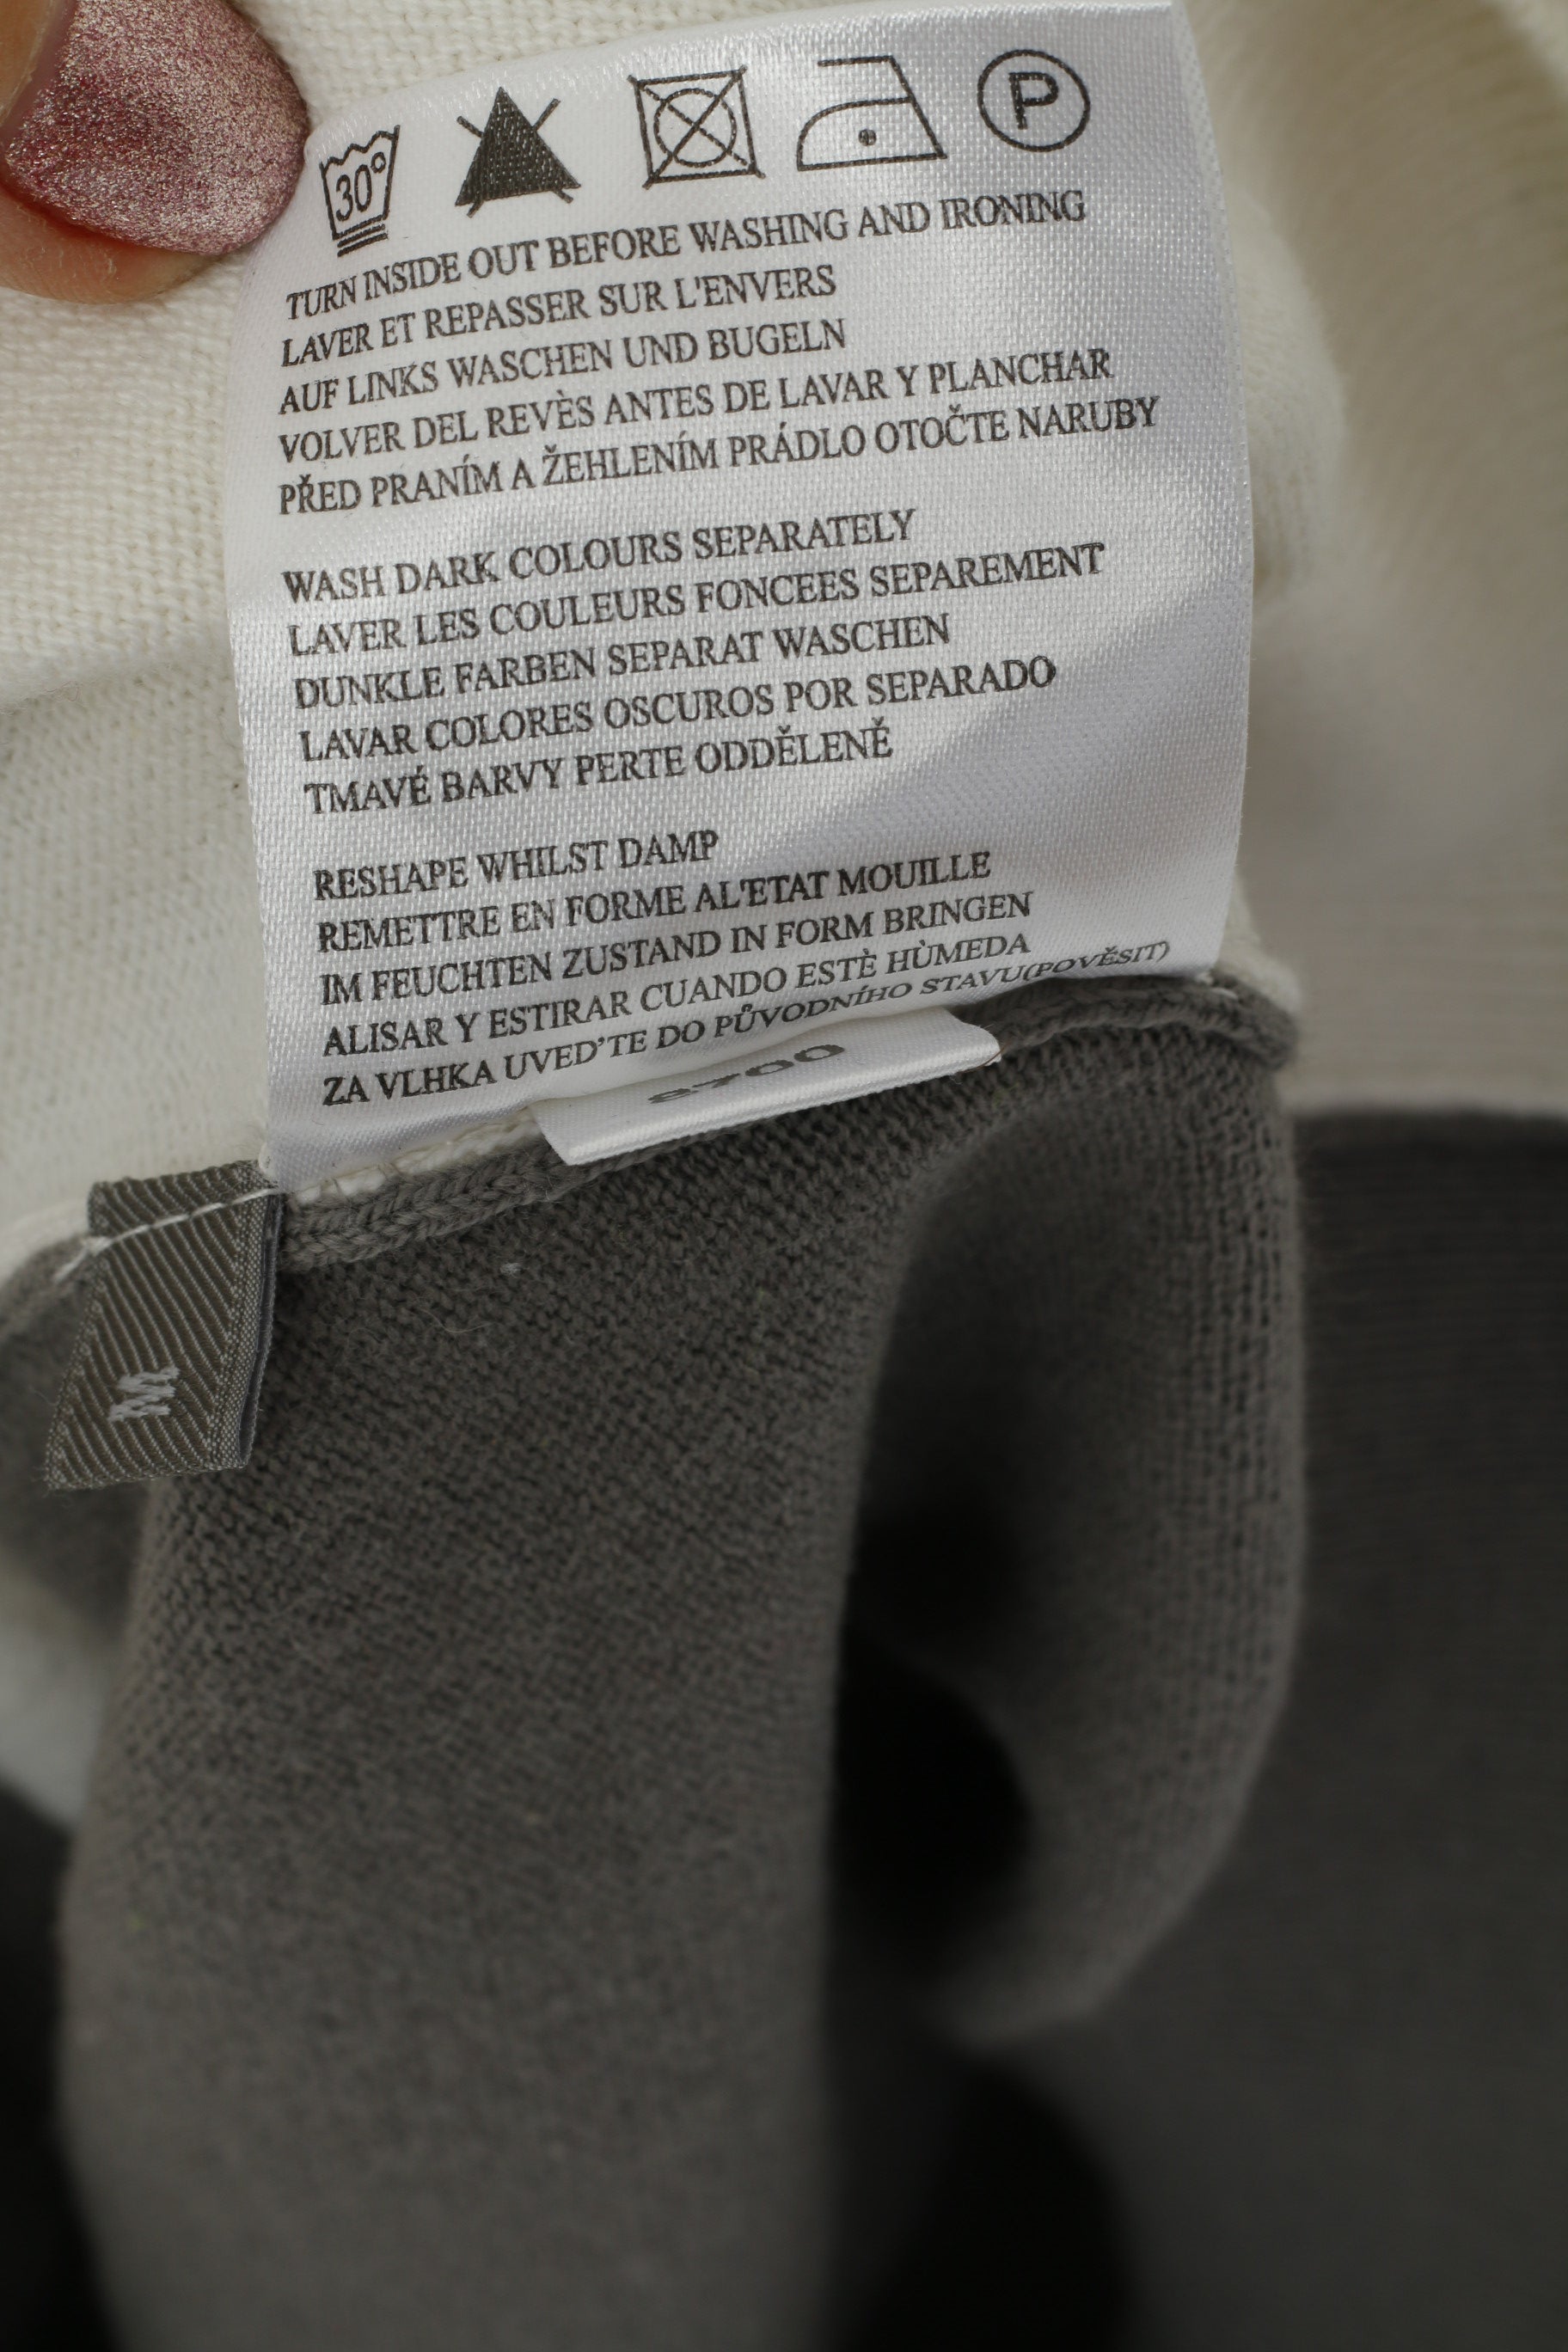 30°
P
TURN INSIDE OUT BEFORE WASHING AND IRONING
LAVER ET REPASSER SUR L'ENVERS
AUF LINKS WASCHEN UND BUGELN
VOLVER DEL REVÈS ANTES DE LAVAR Y PLANCHAR
PŘED PRANÍM A ŽEHLENÍM PRÁDLO OTOČTE NARUBY
WASH DARK COLOURS SEPARATELY
LAVER LES COULEURS FONCEES SEPAREMENT
DUNKLE FARBEN SEPARAT WASCHEN
LAVAR COLORES OSCUROS POR SEPARADO
TMAVÉ BARVY PERTE ODDĚLENĚ
RESHAPE WHILST DAMP
REMETTRE EN FORME AL'ETAT MOUILLE
IM FEUCHTEN ZUSTAND IN FORM BRINGEN
ALISAR Y ESTIRAR CUANDO ESTÈ HÙMEDA
ZA VLHKA UVED'TE DO PŮVODNÍHO STAVU(POVĚSIT)
M